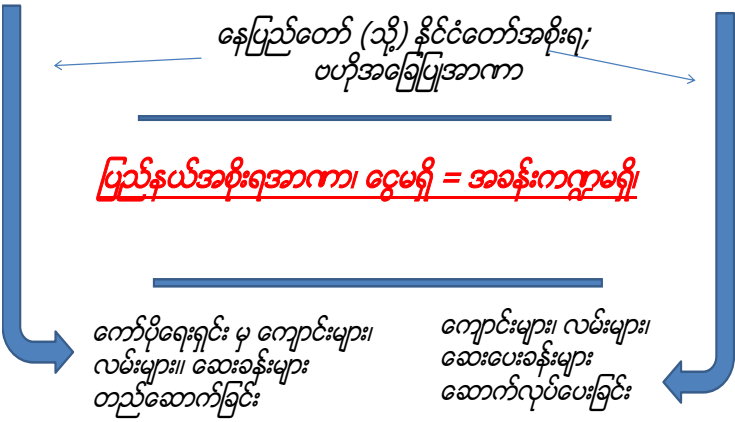 နေပြည်တော် (သို့) နိုင်ငံတော်အစိုးရ;
ဗဟိုအခြေပြုအာဏာ
ပြည်နယ်အစိုးရအာဏာ၊ ငွေမရှိ = အခန်းကဏ္ဍမရှိ၊
ကော်ပိုရေးရှင်း မှ ကျောင်းများ၊
လမ်းများ။ ဆေးခန်းများ
တည်ဆောက်ခြင်း
ကျောင်းများ၊ လမ်းများ၊
ဆေးပေးခန်းများ
ဆောက်လုပ်ပေးခြင်း